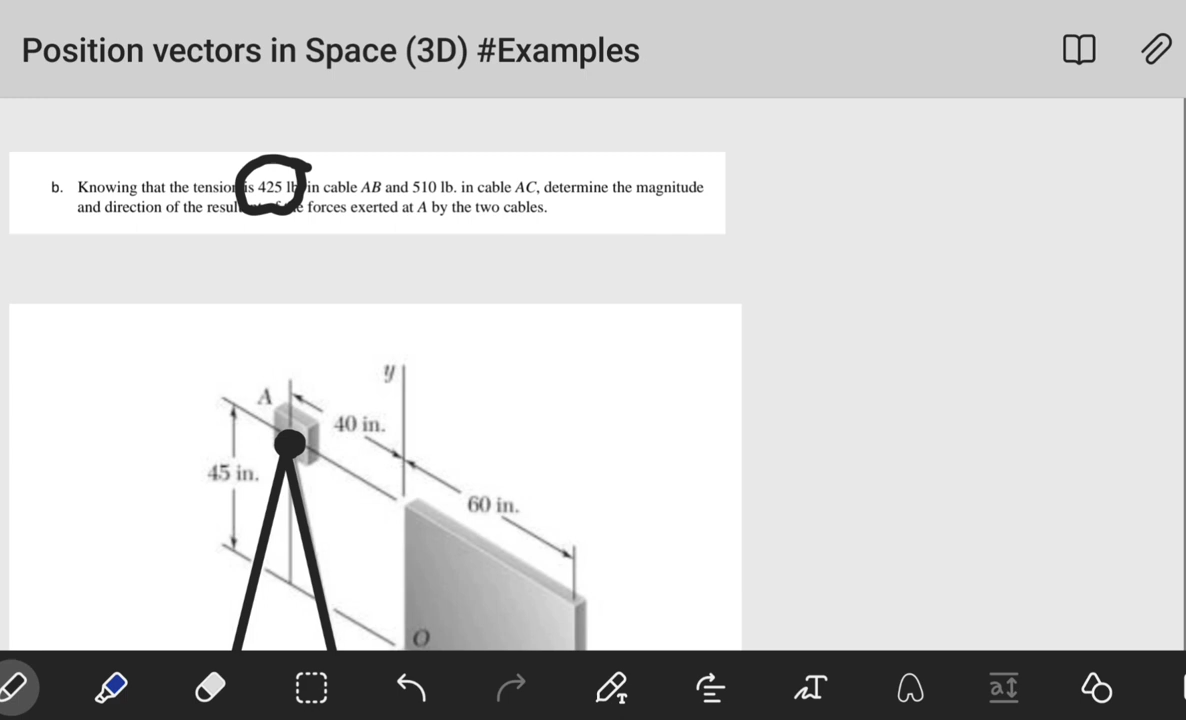 Position vectors in Space (3D) #Examples
b. Knowing that the tension is 425 lb in cable AB and 510 lb. in cable AC, determine the magnitude
and direction of the forces exerted at A by the two cables.
y
A
40 in.
45 in.
60 in.
O